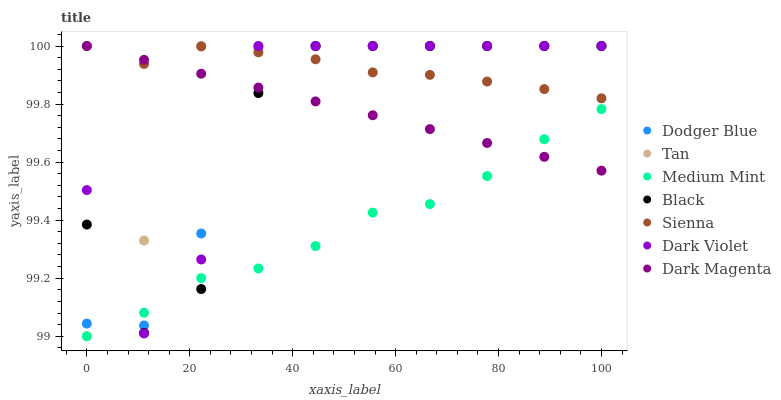 title
yaxis_label
100
99.8
99.6
99.4
99.2
99
0
20
40
60
80
100
xaxis_label
Dodger Blue
Tan
Medium Mint
Black
Sienna
Dark Violet
Dark Magenta